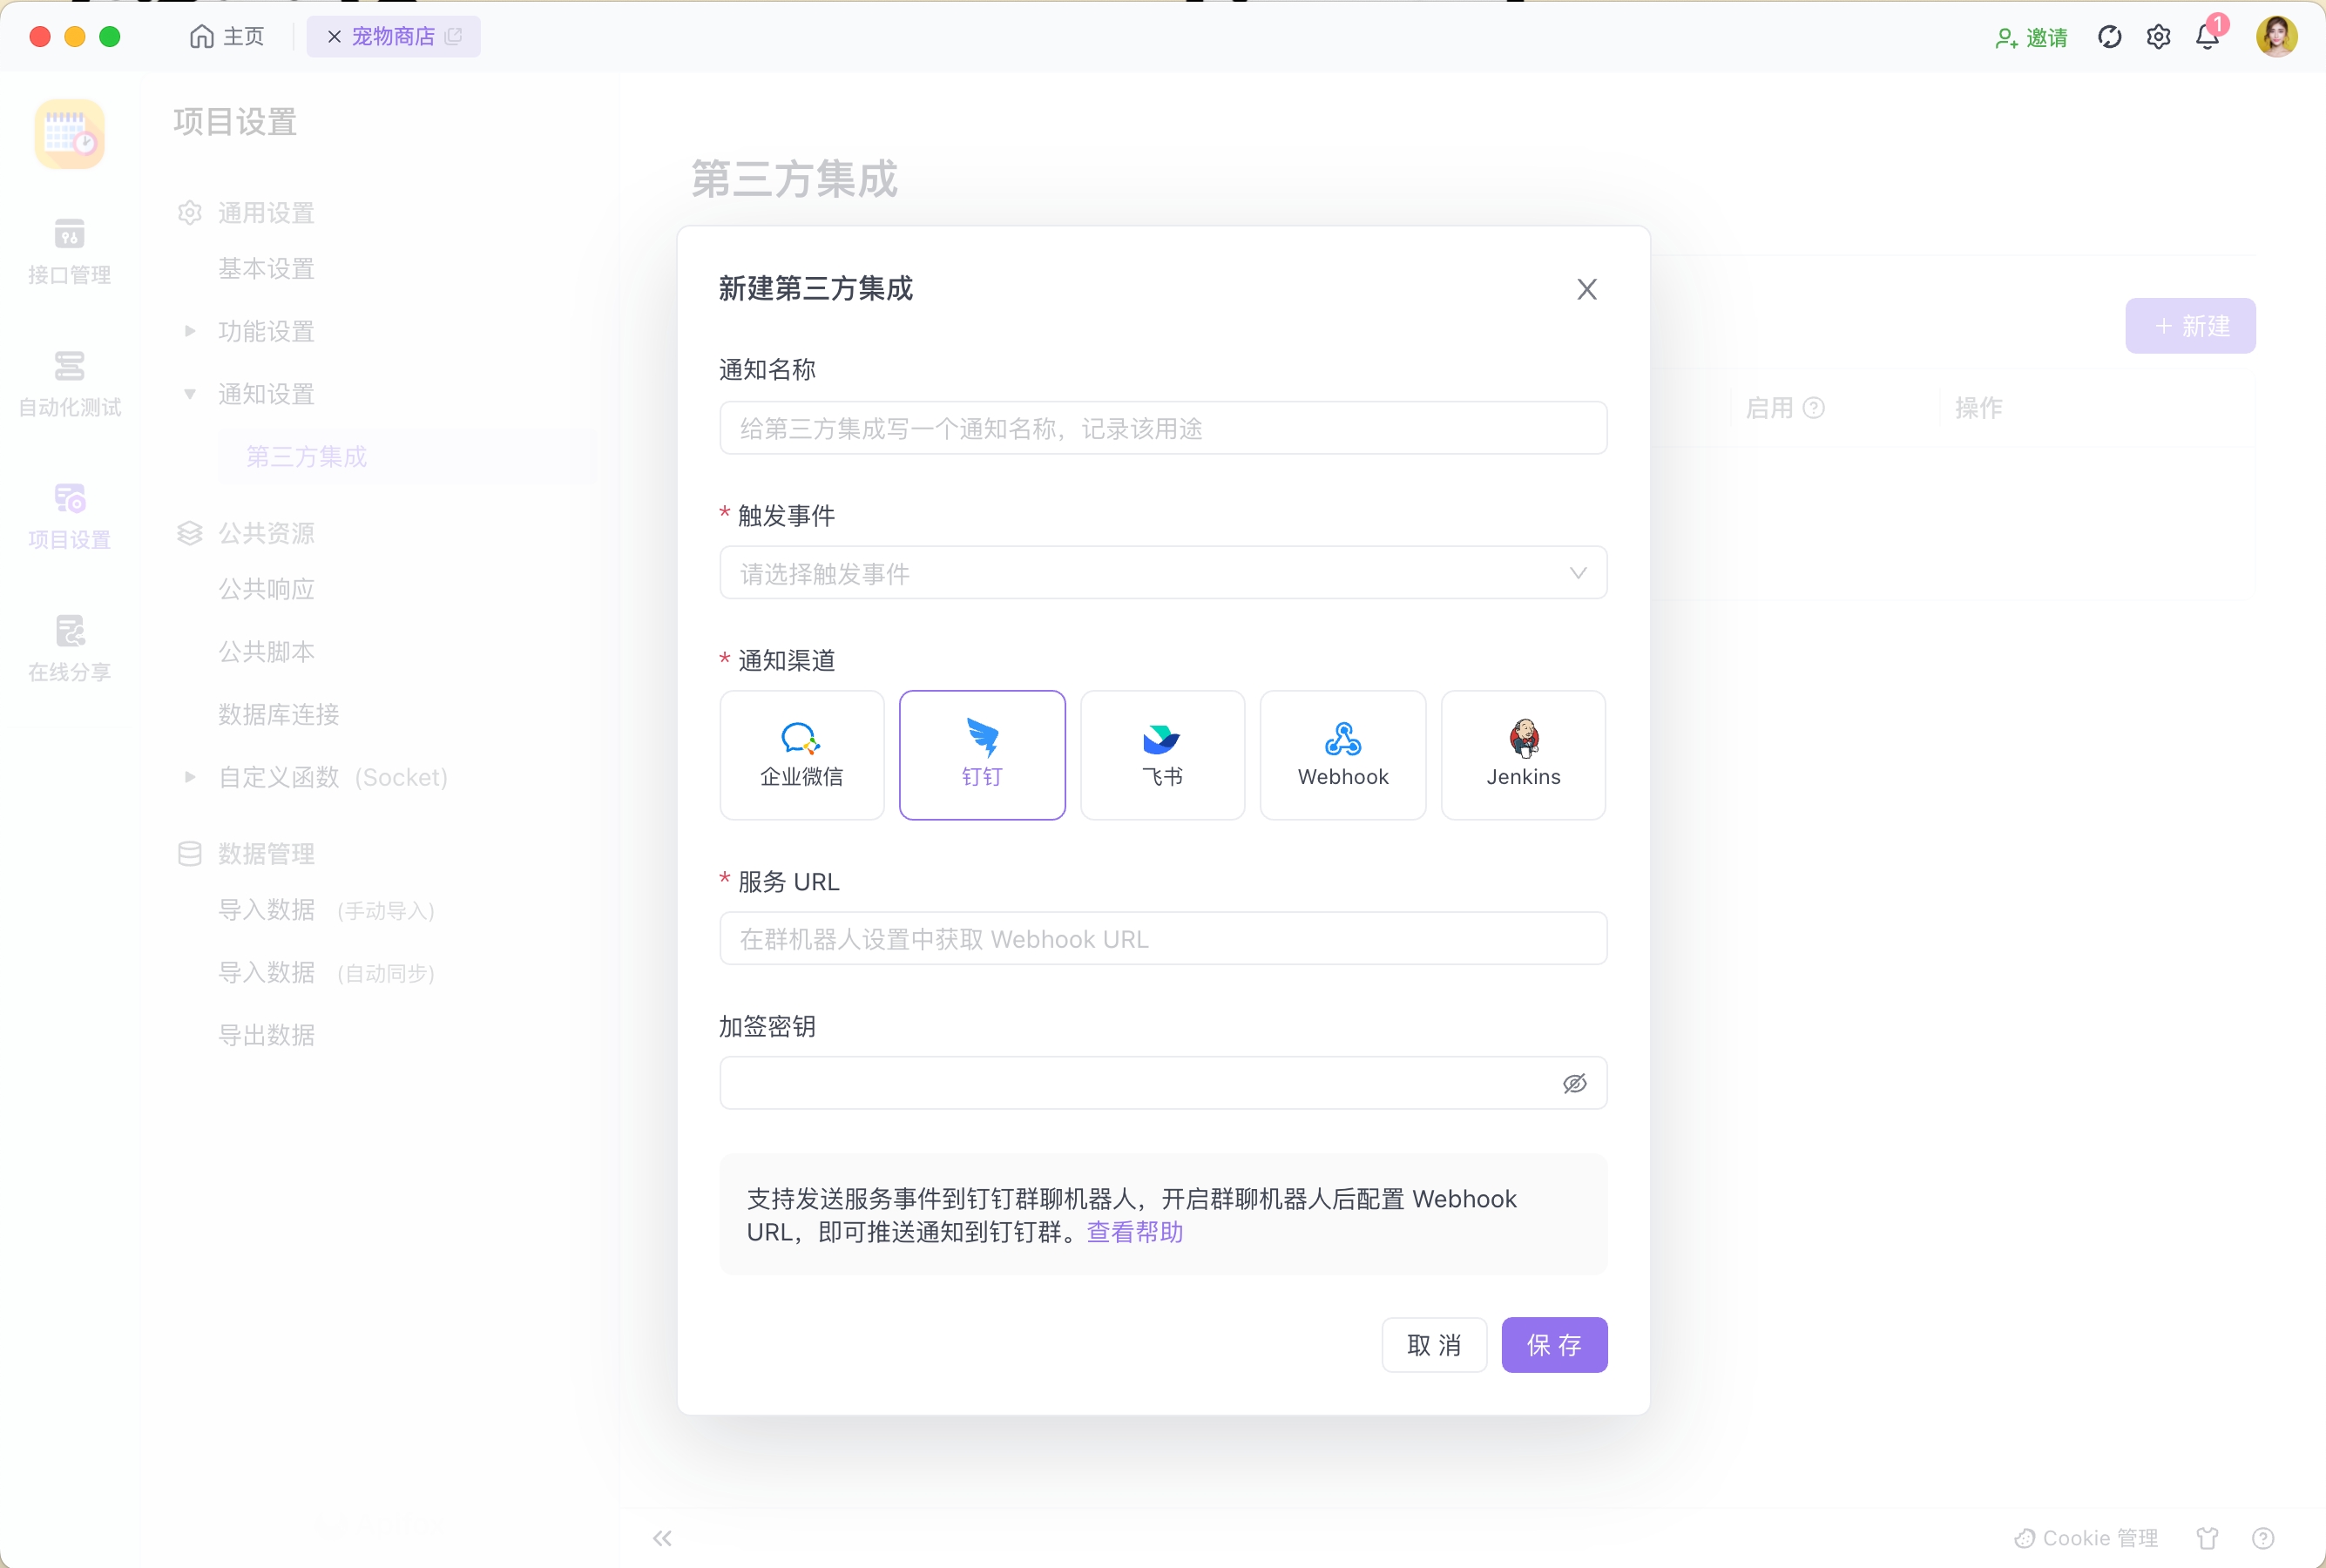 主页
宠物商店
邀请
1
接口管理
自动化测试
项目设置
在线分享
项目设置
通用设置
基本设置
功能设置
通知设置
第三方集成
公共资源
公共响应
公共脚本
数据库连接
自定义函数 (Socket)
数据管理
导入数据 (手动导入)
导入数据 (自动同步)
导出数据
第三方集成
+ 新建
启用
操作
新建第三方集成
通知名称
给第三方集成写一个通知名称，记录该用途
* 触发事件
请选择触发事件
* 通知渠道
企业微信
钉钉
飞书
Webhook
Jenkins
* 服务 URL
在群机器人设置中获取 Webhook URL
加签密钥
支持发送服务事件到钉钉群聊机器人，开启群聊机器人后配置 Webhook
URL，即可推送通知到钉钉群。查看帮助
取 消
保 存
Cookie 管理